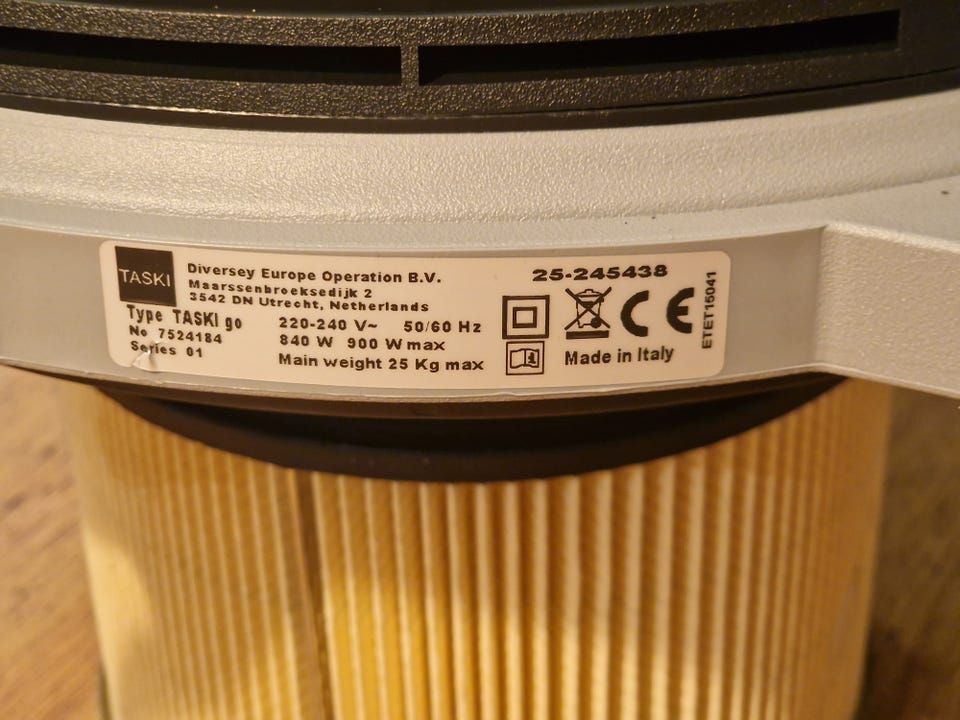 TASKI
Diversey Europe Operation B.V.
Maarssenbroeksedijk 2
3542 DN Utrecht, Netherlands
Type TASKI go
No 7524184
Series 01
220-240 V~ 50/60 Hz
840 W 900 W max
Main weight 25 Kg max
25-245438
CE
Made in Italy
ETET15041